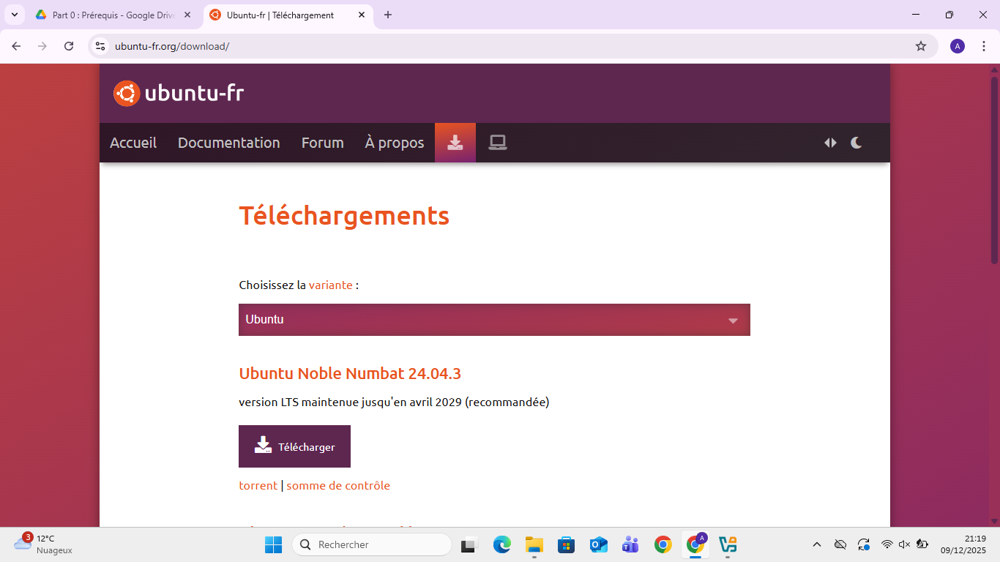 Part 0 : Prérequis - Google Drive
Ubuntu-fr | Téléchargement
ubuntu-fr.org/download/
A
ubuntu-fr
Accueil
Documentation
Forum
À propos
Téléchargements
Choisissez la variante :
Ubuntu
Ubuntu Noble Numbat 24.04.3
version LTS maintenue jusqu'en avril 2029 (recommandée)
Télécharger
torrent | somme de contrôle
3
12°C
Nuageux
Rechercher
A
21:19
09/12/2025